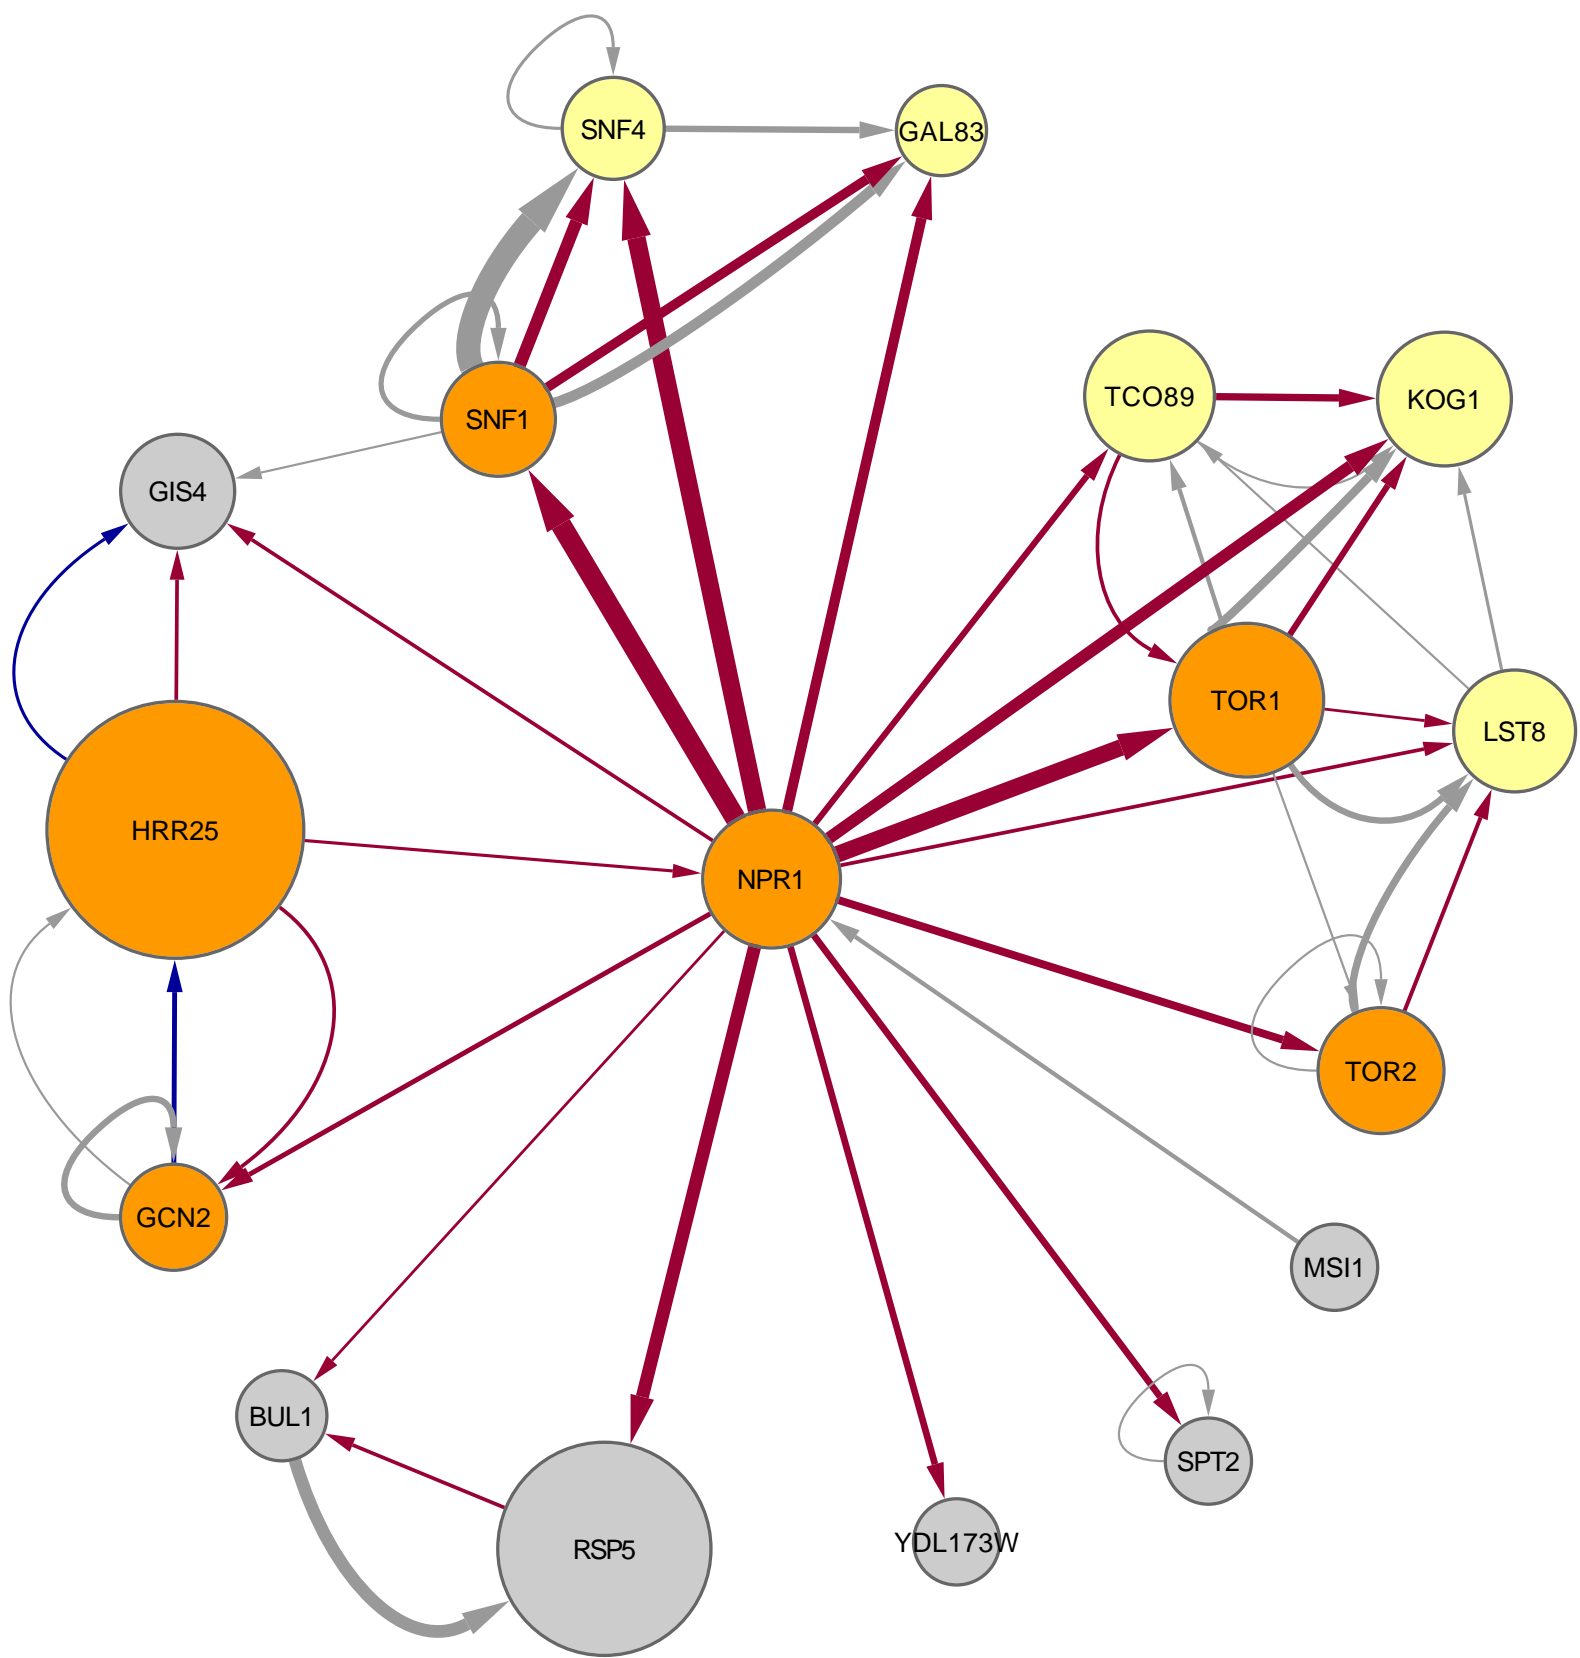 SNF4
GAL83
TCO89
KOG1
SNF1
GIS4
TOR1
LST8
HRR25
NPR1
TOR2
GCN2
MSI1
BUL1
SPT2
YDL173W
RSP5